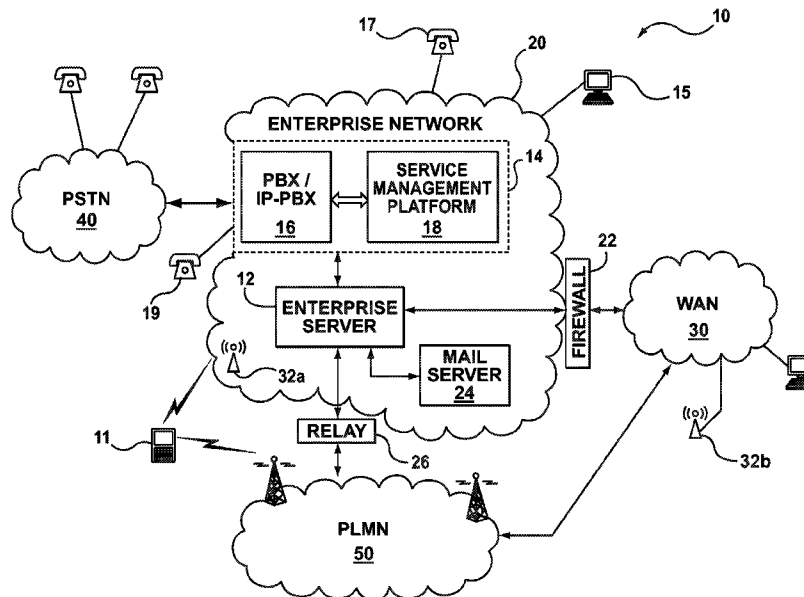 17
10
20
15
ENTERPRISE NETWORK
14
PSTN
40
PBX /
IP-PBX
16
SERVICE
MANAGEMENT
PLATFORM
18
22
19
12
ENTERPRISE
SERVER
FIREWALL
WAN
30
MAIL
SERVER
24
32a
11
RELAY
26
32b
PLMN
50